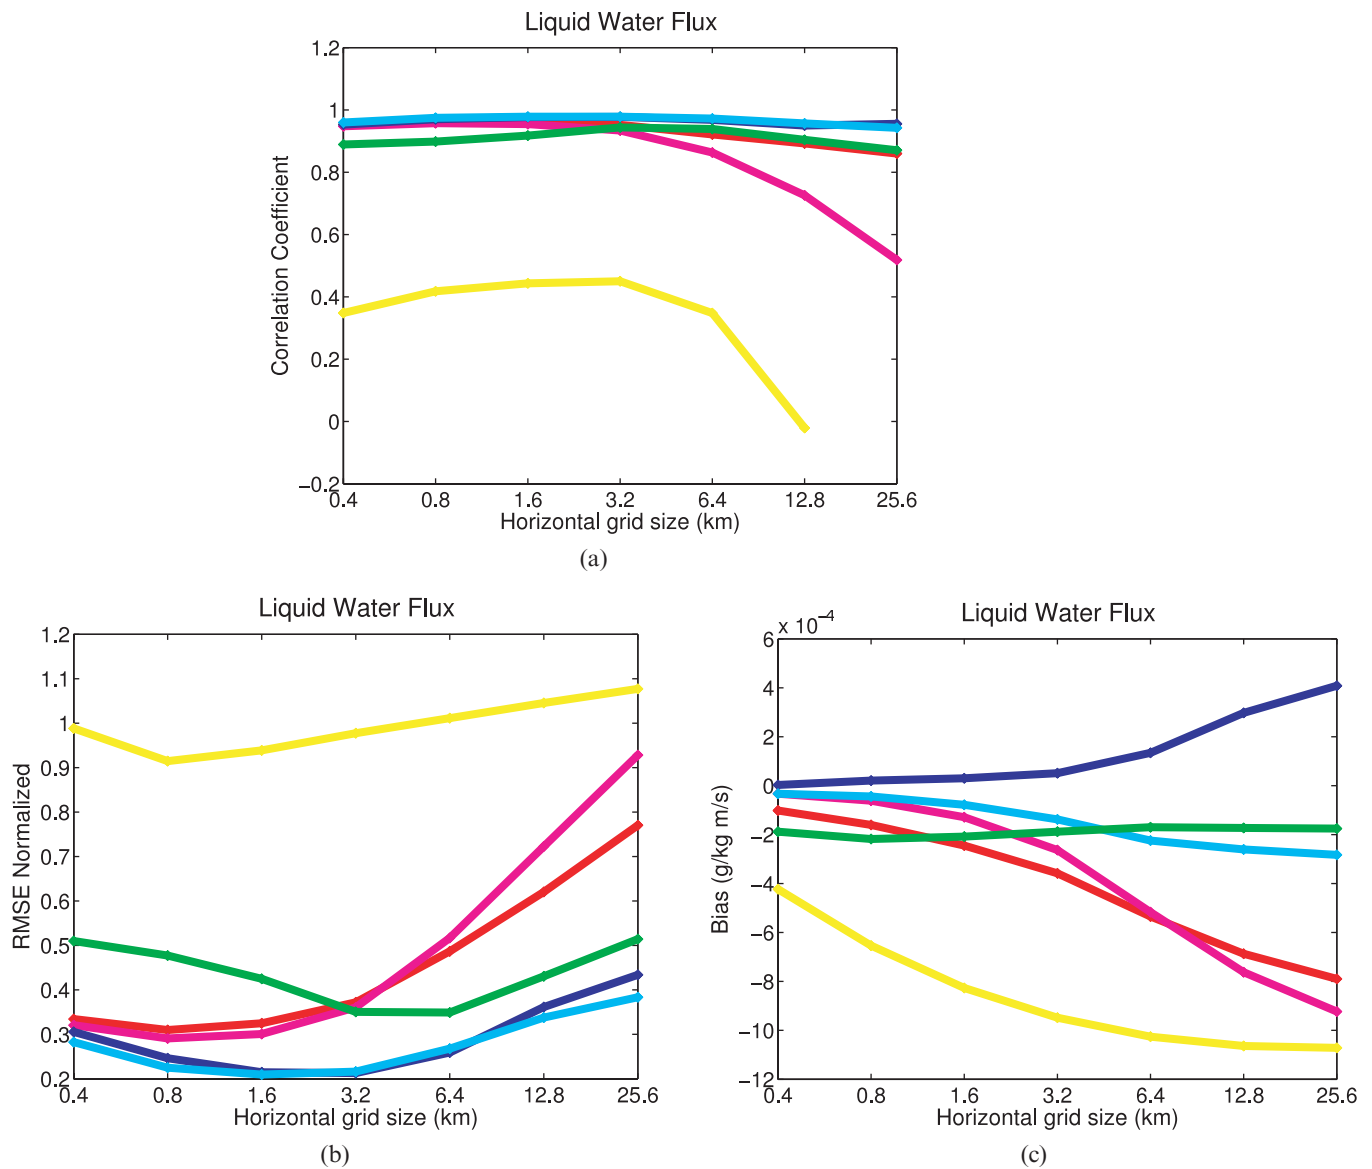 Liquid Water Flux
1.2
1
0.8
0.6
0.4
0.2
0
−0.2
Correlation Coefficient
0.4 0.8 1.6 3.2 6.4 12.8 25.6
Horizontal grid size (km)
(a)
Liquid Water Flux
1.2
1.1
1
0.9
0.8
0.7
0.6
0.5
0.4
0.3
0.2
RMSE Normalized
0.4 0.8 1.6 3.2 6.4 12.8 25.6
Horizontal grid size (km)
(b)
Liquid Water Flux
x 10−4
6
4
2
0
−2
−4
−6
−8
−10
−12
Bias (g/kg m/s)
0.4 0.8 1.6 3.2 6.4 12.8 25.6
Horizontal grid size (km)
(c)